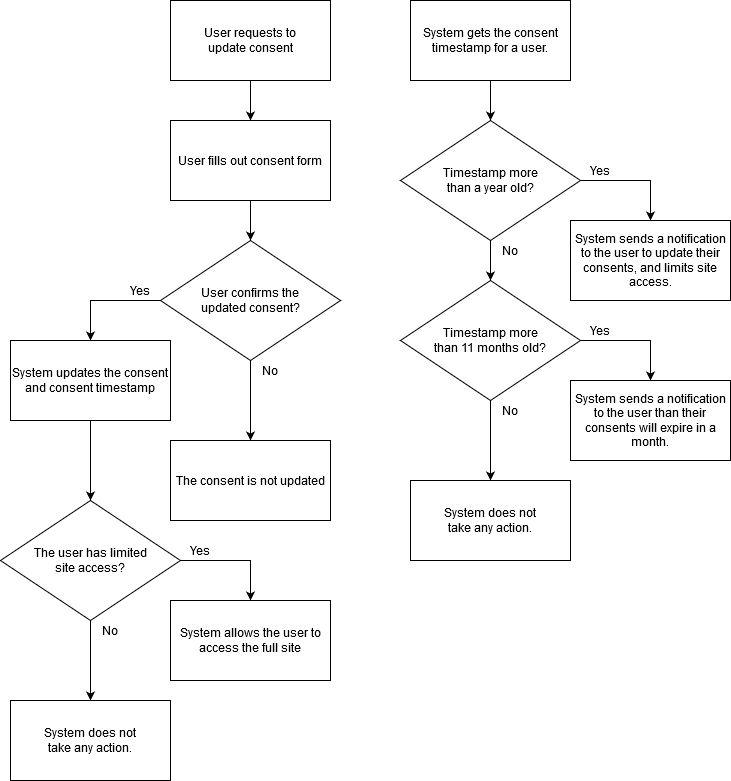 User requests to
update consent
User fills out consent form
User confirms the
updated consent?
Yes
No
System updates the consent
and consent timestamp
The consent is not updated
The user has limited
site access?
Yes
No
System allows the user to
access the full site
System does not
take any action.
System gets the consent
timestamp for a user.
Timestamp more
than a year old?
Yes
No
System sends a notification
to the user to update their
consents, and limits site
access.
Timestamp more
than 11 months old?
Yes
No
System sends a notification
to the user than their
consents will expire in a
month.
System does not
take any action.